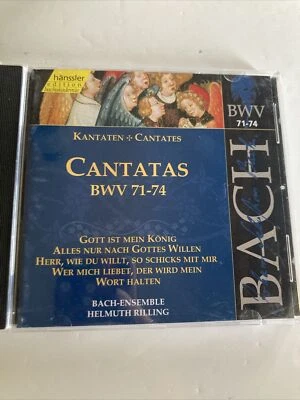 hänssler
edition
bachakademie
BWV
71-74
KANTATEN ✢ CANTATES
CANTATAS
BWV 71-74
GOTT IST MEIN KÖNIG
ALLES NUR NACH GOTTES WILLEN
HERR, WIE DU WILLT, SO SCHICKS MIT MIR
WER MICH LIEBET, DER WIRD MEIN
WORT HALTEN
BACH-ENSEMBLE
HELMUTH RILLING
BACH